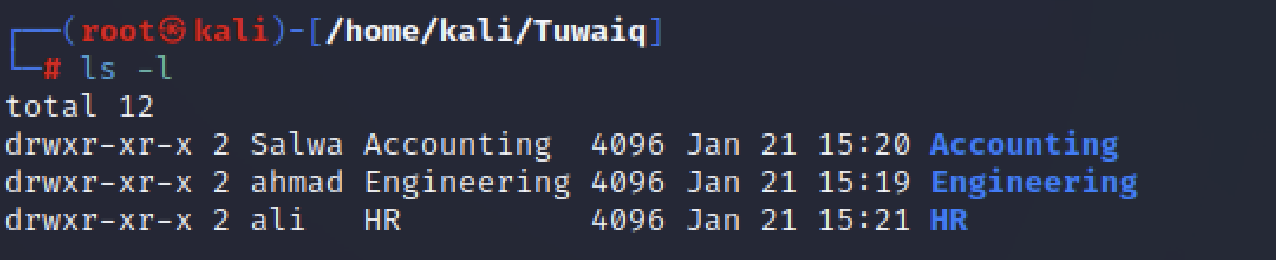 ┌──(root㉿kali)-[/home/kali/Tuwaiq]
└─# ls -l
total 12
drwxr-xr-x 2 Salwa Accounting  4096 Jan 21 15:20 Accounting
drwxr-xr-x 2 ahmad Engineering 4096 Jan 21 15:19 Engineering
drwxr-xr-x 2 ali   HR          4096 Jan 21 15:21 HR